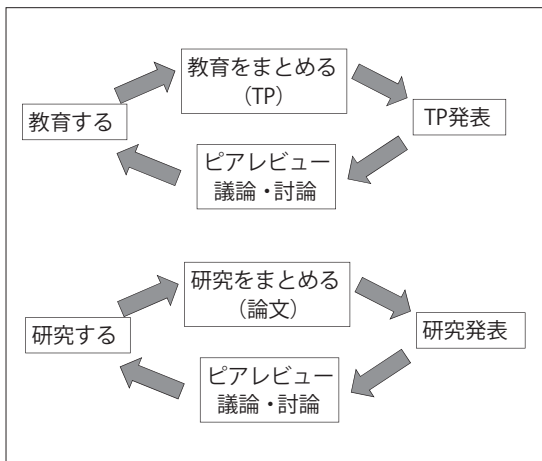 教育をまとめる
（TP）
教育する
TP発表
ピアレビュー
議論・討論
研究をまとめる
（論文）
研究する
研究発表
ピアレビュー
議論・討論